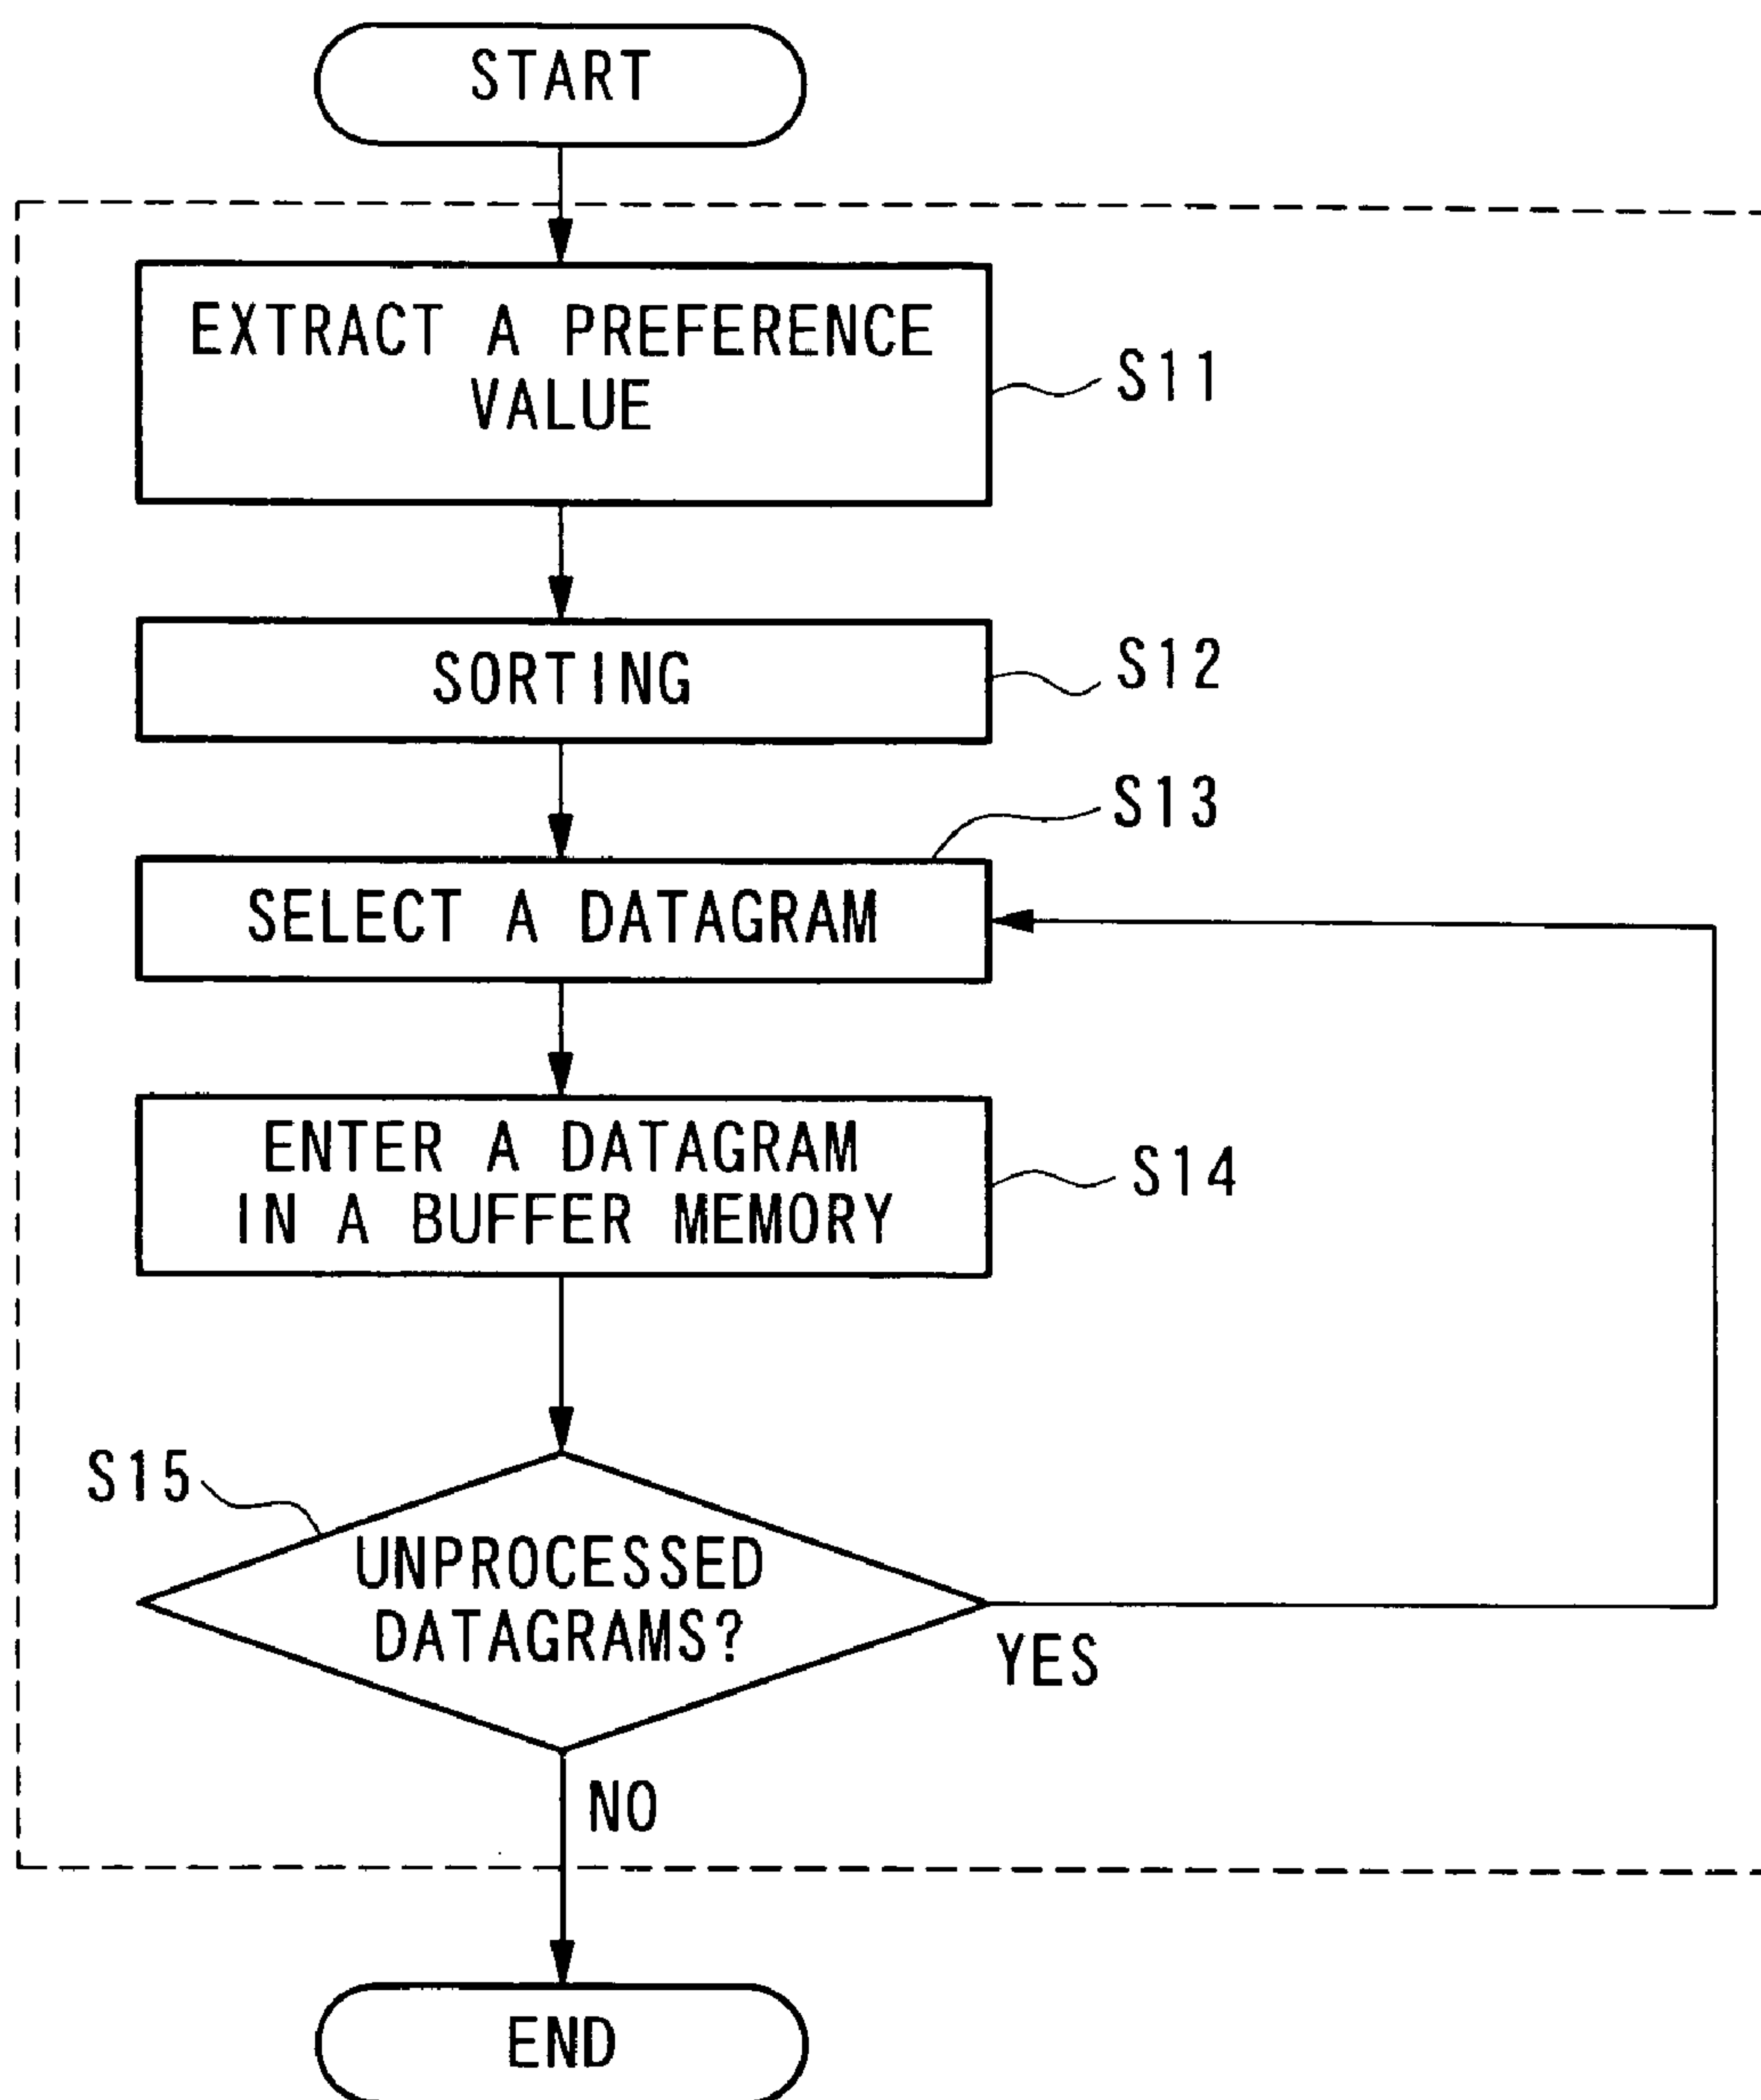 START
EXTRACT A PREFERENCE
VALUE
S11
SORTING
S12
S13
SELECT A DATAGRAM
ENTER A DATAGRAM
IN A BUFFER MEMORY
S14
S15
UNPROCESSED
DATAGRAMS?
YES
NO
END